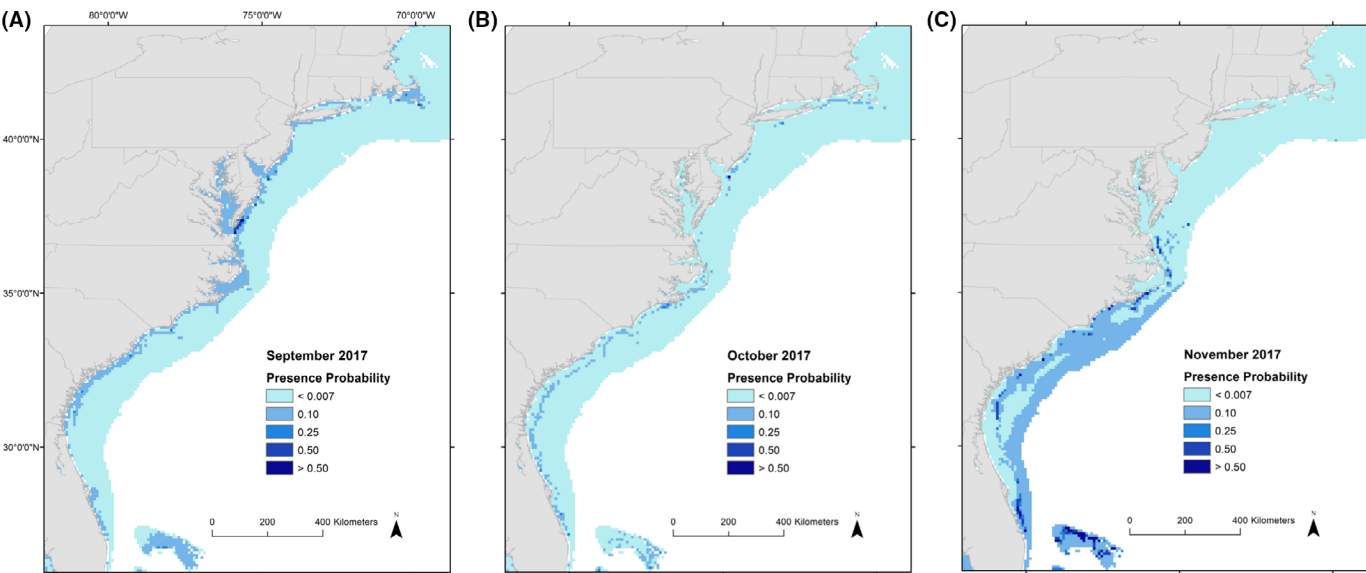 (A)
80°0'0"W 75°0'0"W 70°0'0"W
40°0'0"N
35°0'0"N
30°0'0"N
September 2017
Presence Probability
< 0.007
0.10
0.25
0.50
> 0.50
0 200 400 Kilometers
N
(B)
October 2017
Presence Probability
< 0.007
0.10
0.25
0.50
> 0.50
0 200 400 Kilometers
N
(C)
November 2017
Presence Probability
< 0.007
0.10
0.25
0.50
> 0.50
0 200 400 Kilometers
N